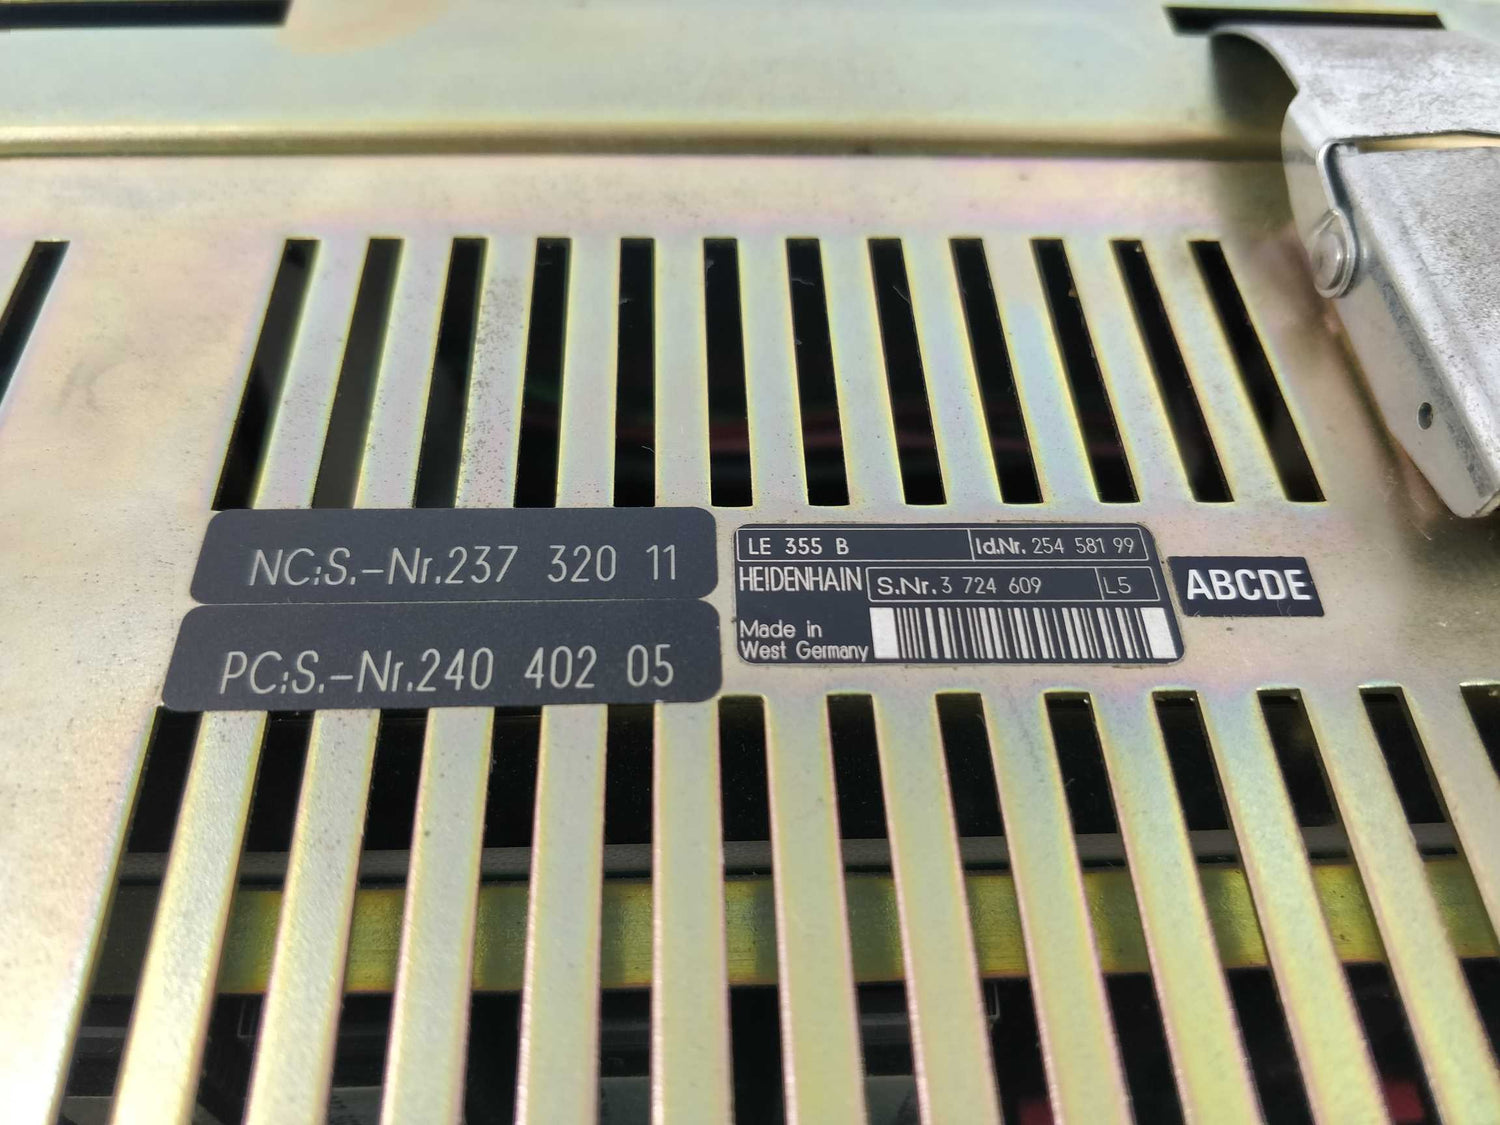 NC:S.-Nr.237 320 11
PC:S.-Nr.240 402 05
LE 355 B
Id.Nr. 254 581 99
HEIDENHAIN
S.Nr.3 724 609
L5
Made in
West Germany
ABCDE